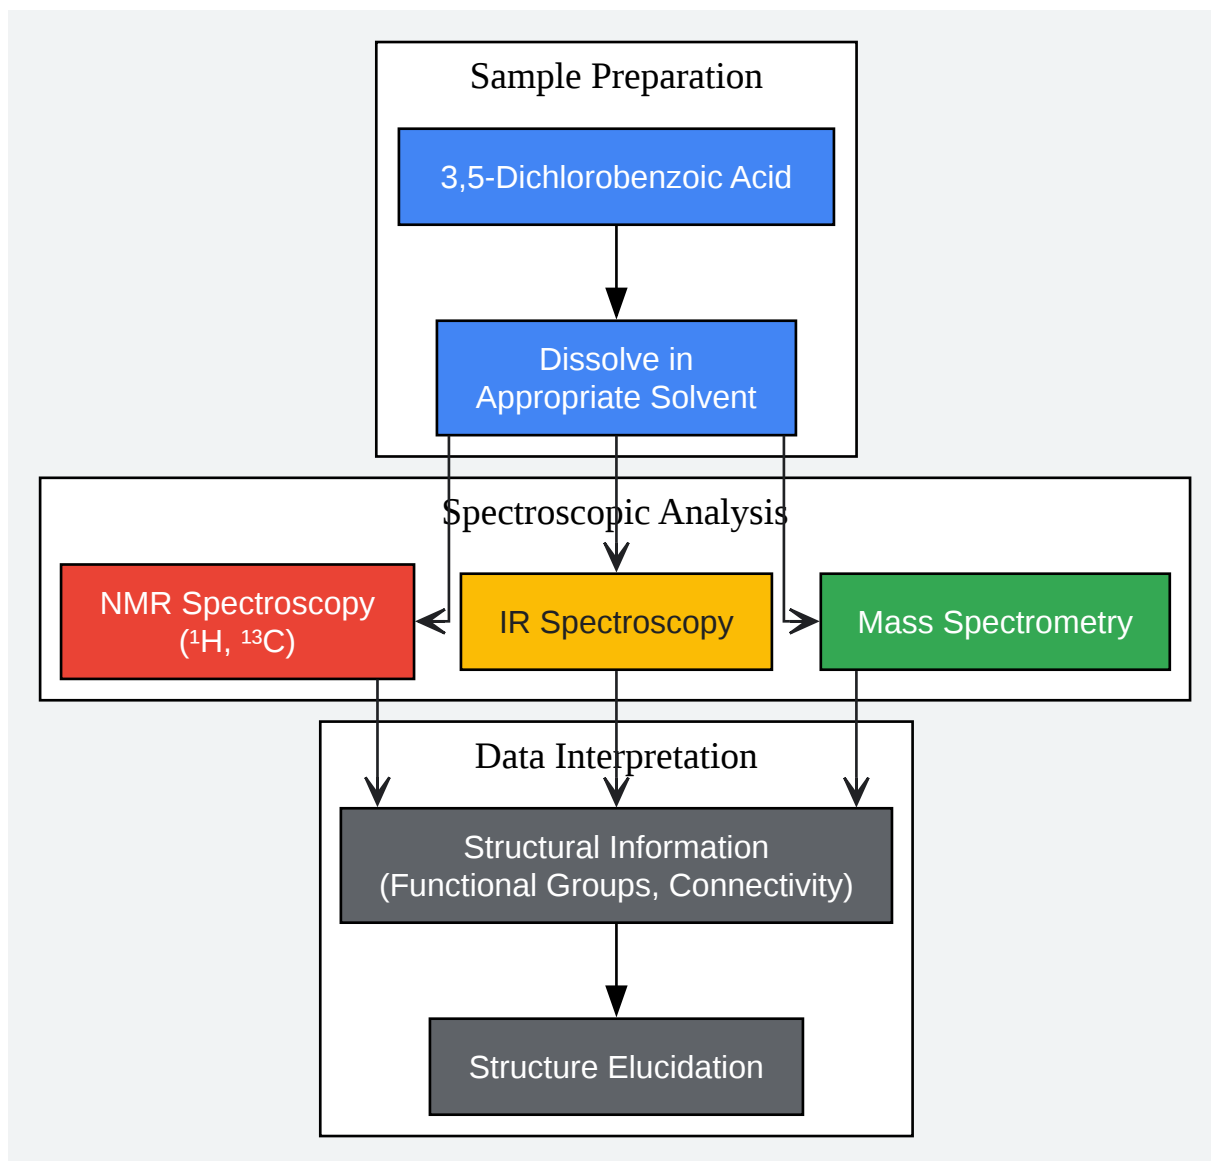 Sample Preparation
3,5-Dichlorobenzoic Acid
Dissolve in
Appropriate Solvent
Spectroscopic Analysis
NMR Spectroscopy
(¹H, ¹³C)
IR Spectroscopy
Mass Spectrometry
Data Interpretation
Structural Information
(Functional Groups, Connectivity)
Structure Elucidation